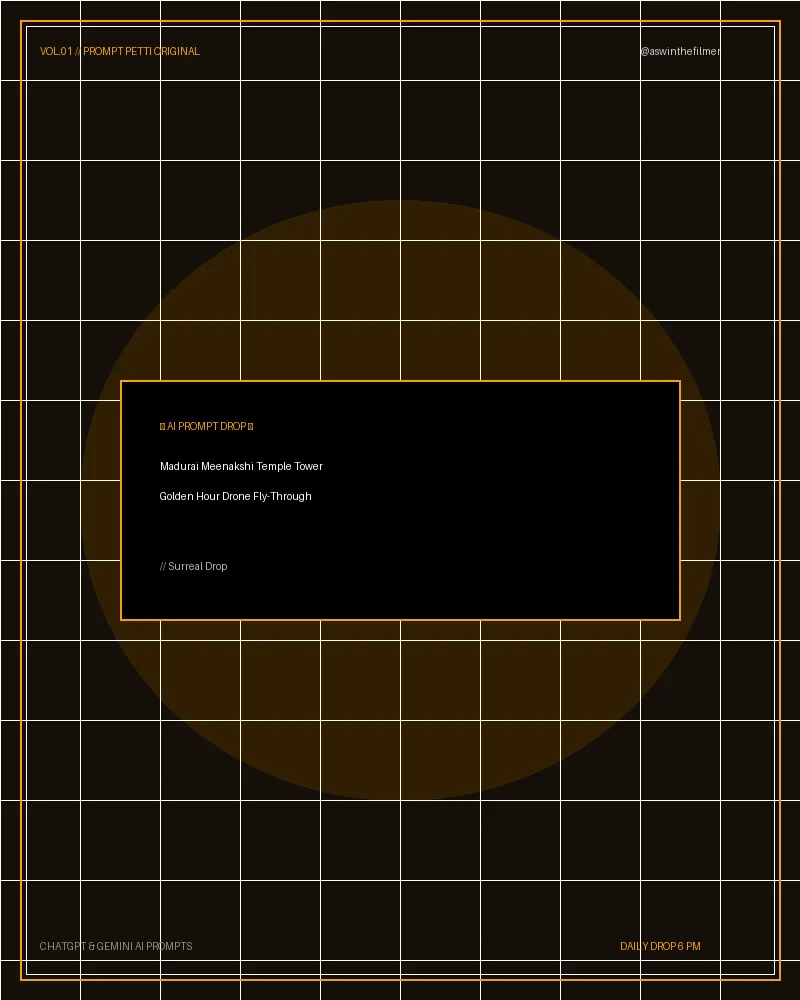 VOL.01 // PROMPT PETTI ORIGINAL
@aswinthefilmer
AI PROMPT DROP
Madurai Meenakshi Temple Tower
Golden Hour Drone Fly-Through
// Surreal Drop
CHATGPT & GEMINI AI PROMPTS
DAILY DROP 6 PM